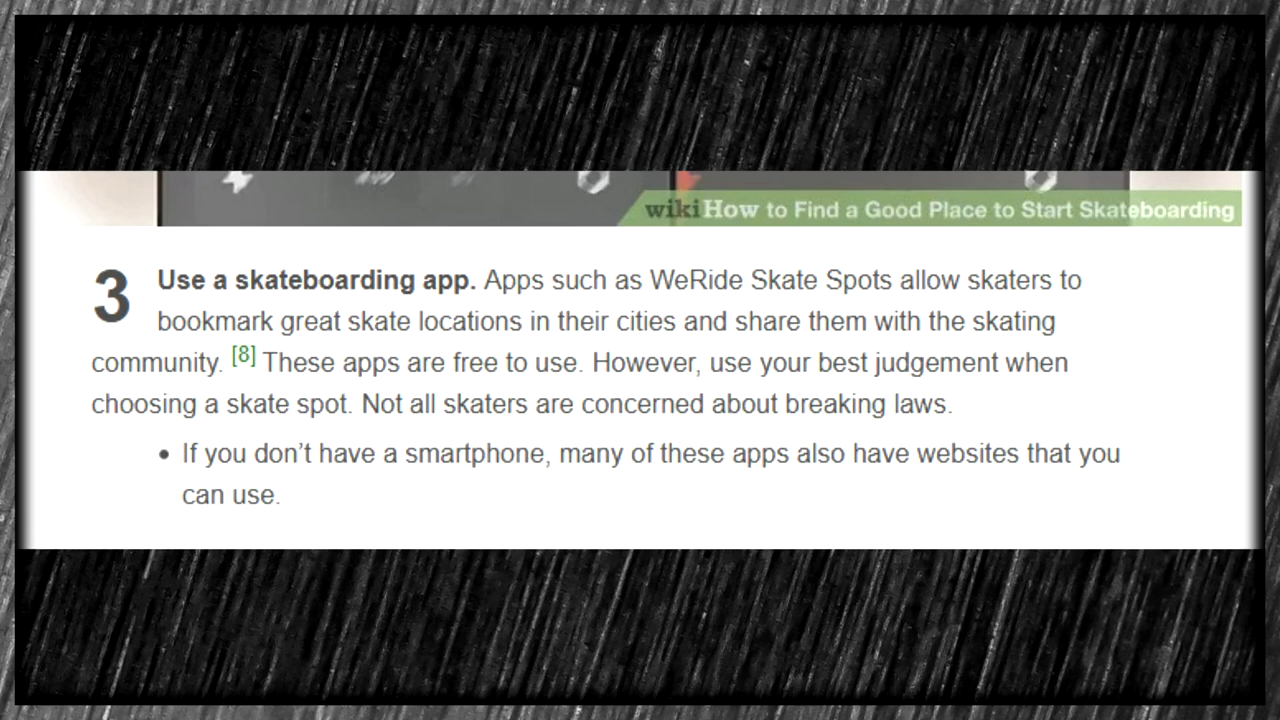 wikiHow to Find a Good Place to Start Skateboarding
3 Use a skateboarding app. Apps such as WeRide Skate Spots allow skaters to
bookmark great skate locations in their cities and share them with the skating
community. [8] These apps are free to use. However, use your best judgement when
choosing a skate spot. Not all skaters are concerned about breaking laws.
• If you don’t have a smartphone, many of these apps also have websites that you
can use.